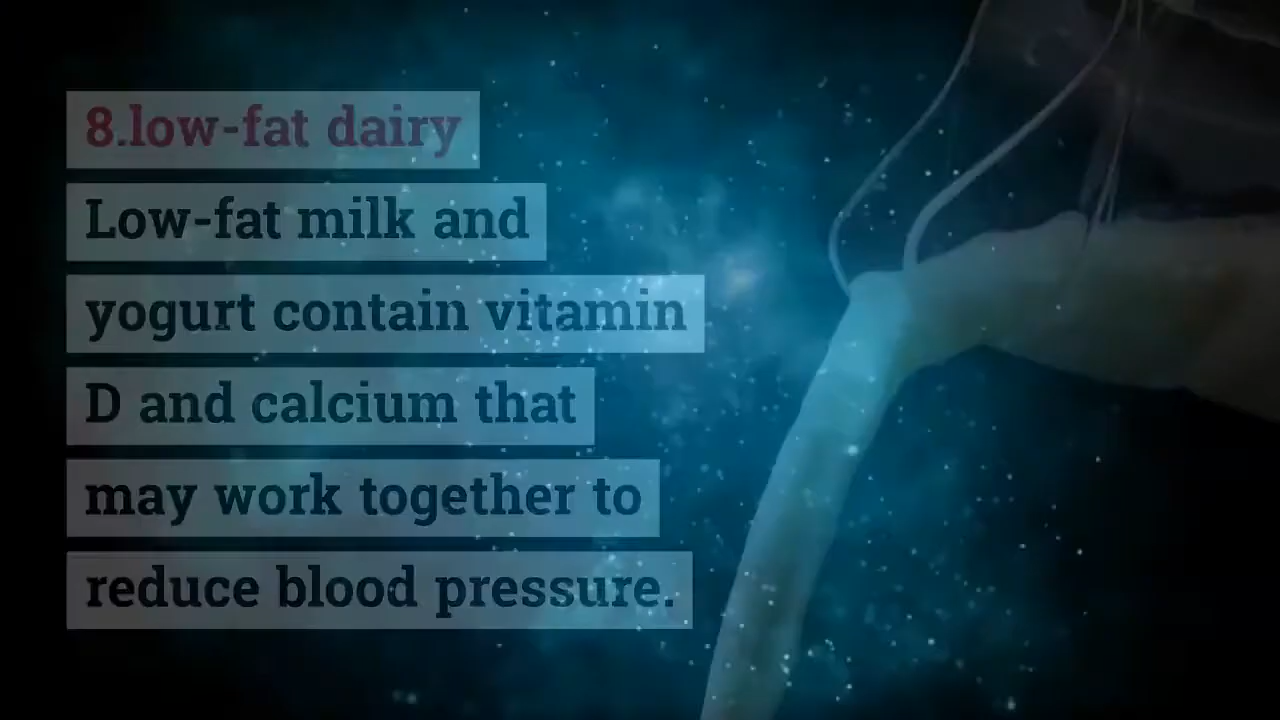 8.low-fat dairy
Low-fat milk and
yogurt contain vitamin
D and calcium that
may work together to
reduce blood pressure.